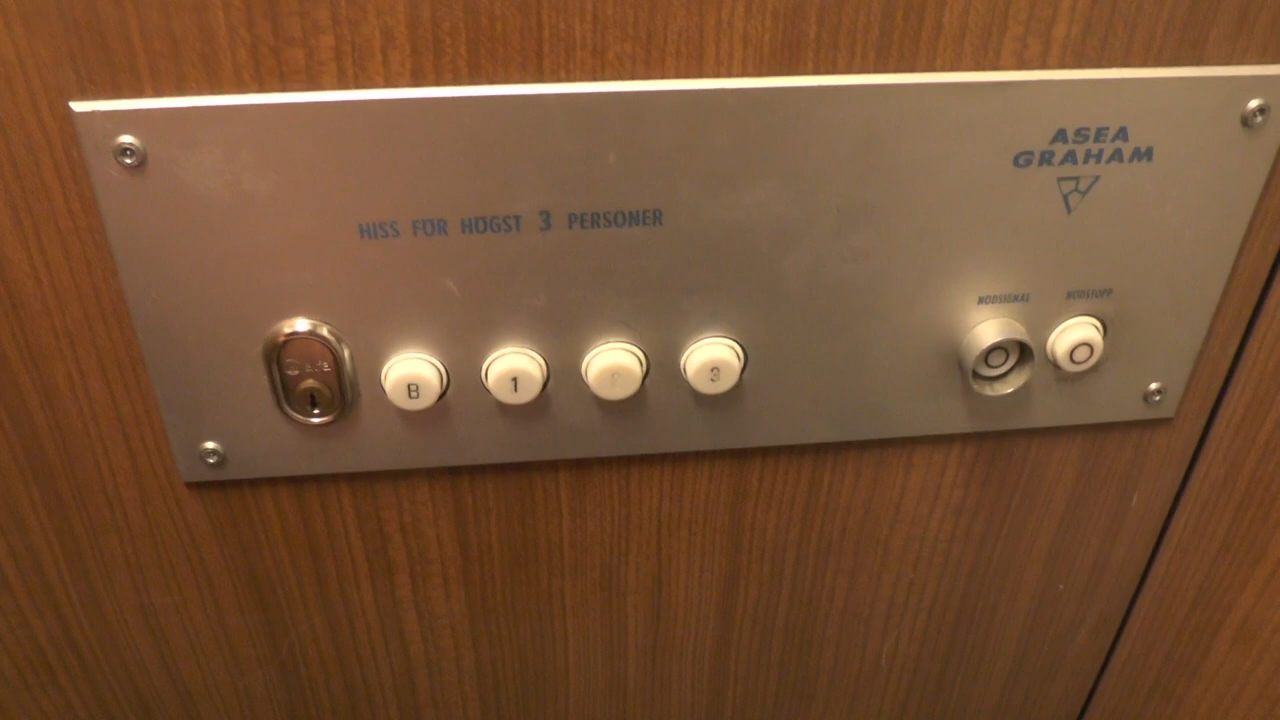 ASEA
GRAHAM
HISS FÖR HÖGST 3 PERSONER
NÖDSIGNAL
NÖDSTOPP
B
1
3